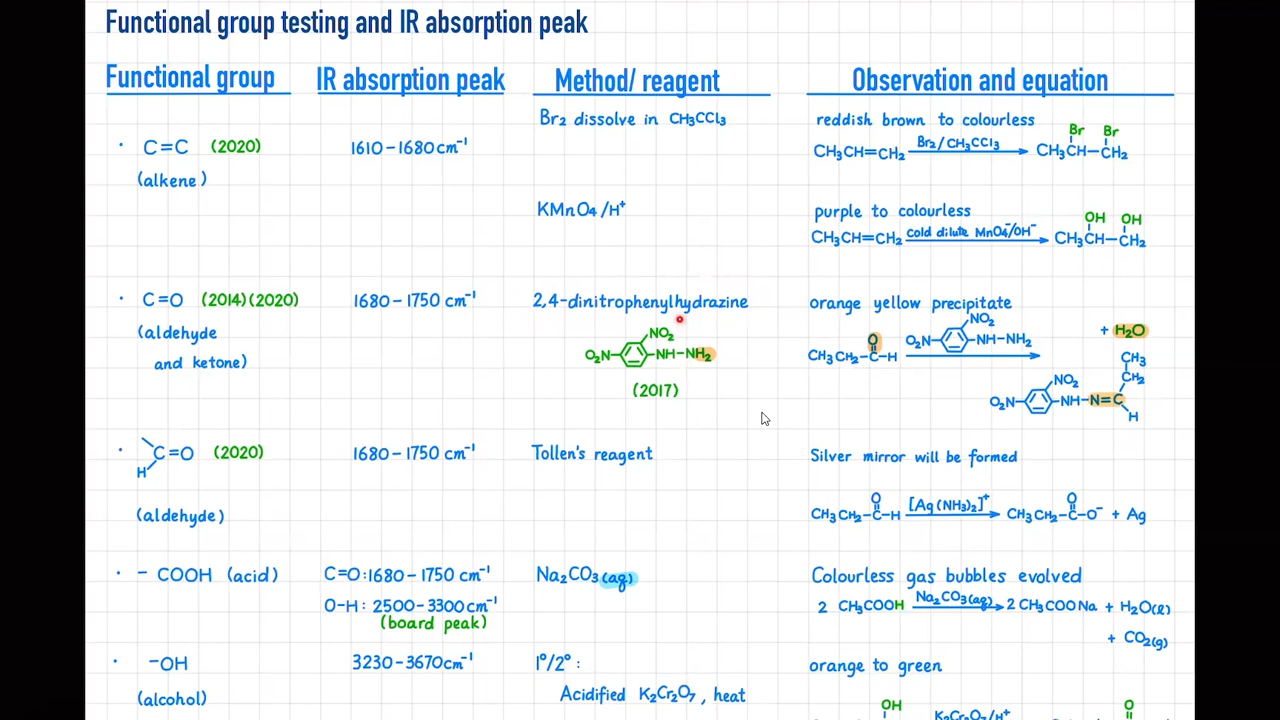 Functional group testing and IR absorption peak
Functional group IR absorption peak Method/ reagent Observation and equation
Br₂ dissolve in CH₃CCl₃ reddish brown to colourless
· C=C (2020) 1610-1680cm⁻¹ CH₃CH=CH₂ Br₂/CH₃CCl₃ CH₃CH-CH₂ Br Br
(alkene)
KMnO₄/H⁺ purple to colourless
CH₃CH=CH₂ cold dilute MnO₄⁻/OH⁻ CH₃CH-CH₂ OH OH
· C=O (2014)(2020) 1680-1750 cm⁻¹ 2,4-dinitrophenylhydrazine orange yellow precipitate
(aldehyde
and ketone)
O₂N NO₂ NH-NH₂
(2017)
CH₃CH₂-C-H O O₂N NO₂ NH-NH₂ + H₂O
O₂N NO₂ NH-N=C CH₂ CH₃ H
· C=O H (2020) 1680-1750 cm⁻¹ Tollen's reagent Silver mirror will be formed
(aldehyde) CH₃CH₂-C-H O [Ag(NH₃)₂]⁺ CH₃CH₂-C-O⁻ O + Ag
· - COOH (acid) C=O:1680-1750 cm⁻¹ Na₂CO₃(aq) Colourless gas bubbles evolved
O-H: 2500-3300cm⁻¹ 2 CH₃COOH Na₂CO₃(aq) 2 CH₃COONa + H₂O(l)
(board peak) + CO₂(g)
· -OH 3230-3670cm⁻¹ 1°/2°: orange to green
(alcohol) Acidified K₂Cr₂O₇, heat
OH K₂Cr₂O₇/H⁺ O